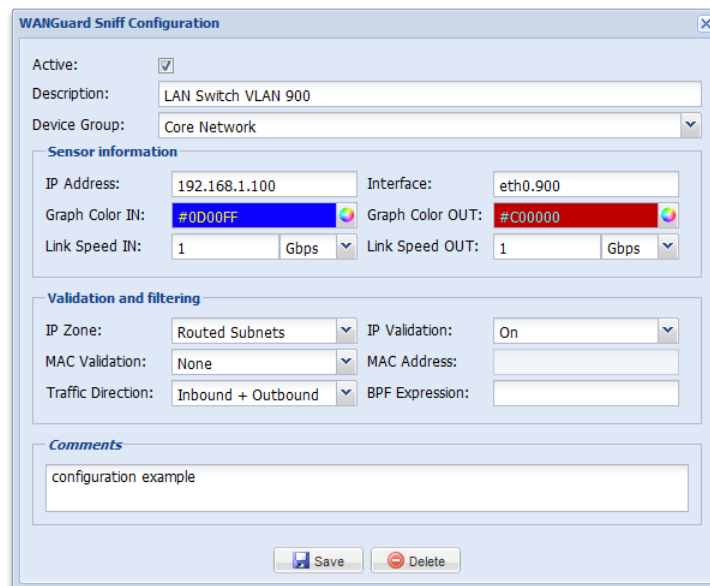 WANGuard Sniff Configuration
Active:
Description: LAN Switch VLAN 900
Device Group: Core Network
Sensor information
IP Address: 192.168.1.100 Interface: eth0.900
Graph Color IN: #0D00FF Graph Color OUT: #C00000
Link Speed IN: 1 Gbps Link Speed OUT: 1 Gbps
Validation and filtering
IP Zone: Routed Subnets IP Validation: On
MAC Validation: None MAC Address:
Traffic Direction: Inbound + Outbound BPF Expression:
Comments
configuration example
Save Delete